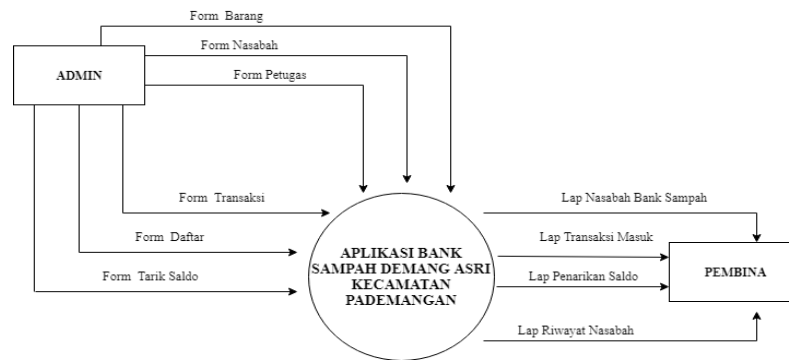 Form Barang
Form Nasabah
Form Petugas
ADMIN
Form Transaksi
Form Daftar
Form Tarik Saldo
APLIKASI BANK
SAMPAH DEMANG ASRI
KECAMATAN
PADEMANGAN
Lap Nasabah Bank Sampah
Lap Transaksi Masuk
Lap Penarikan Saldo
Lap Riwayat Nasabah
PEMBINA